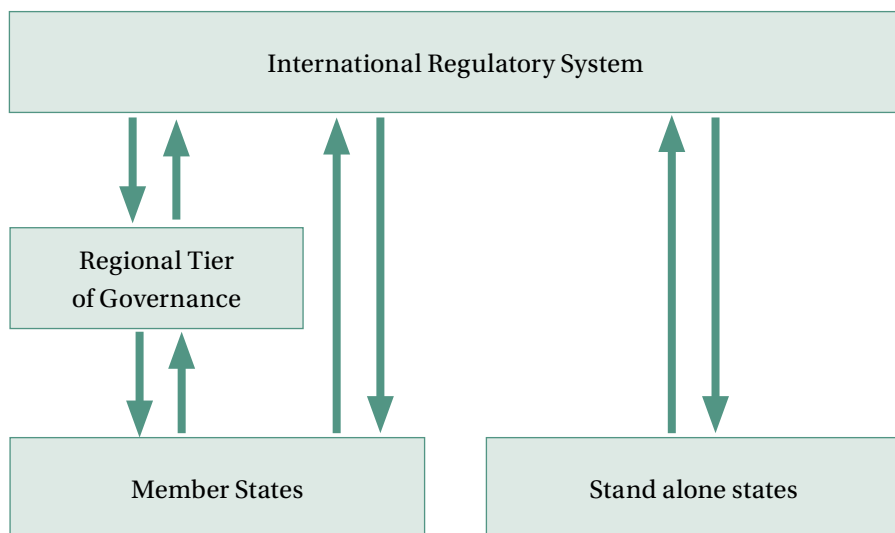 International Regulatory System
Regional Tier
of Governance
Member States
Stand alone states